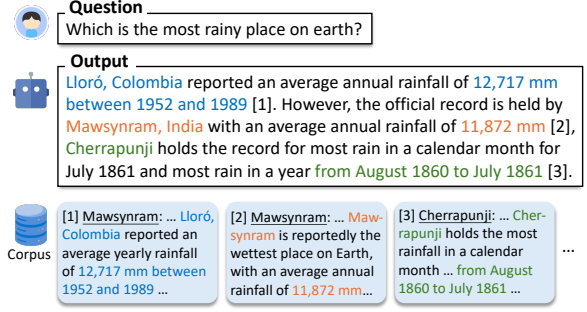 Question
Which is the most rainy place on earth?
Output
Lloró, Colombia reported an average annual rainfall of 12,717 mm
between 1952 and 1989 [1]. However, the official record is held by
Mawsynram, India with an average annual rainfall of 11,872 mm [2],
Cherrapunji holds the record for most rain in a calendar month for
July 1861 and most rain in a year from August 1860 to July 1861 [3].
Corpus
[1] Mawsynram: ... Lloró,
Colombia reported an
average yearly rainfall
of 12,717 mm between
1952 and 1989 ...
[2] Mawsynram: ... Maw-
synram is reportedly the
wettest place on Earth,
with an average annual
rainfall of 11,872 mm...
[3] Cherrapunji: ... Cher-
rapunji holds the most
rainfall in a calendar
month ... from August
1860 to July 1861 ...
...